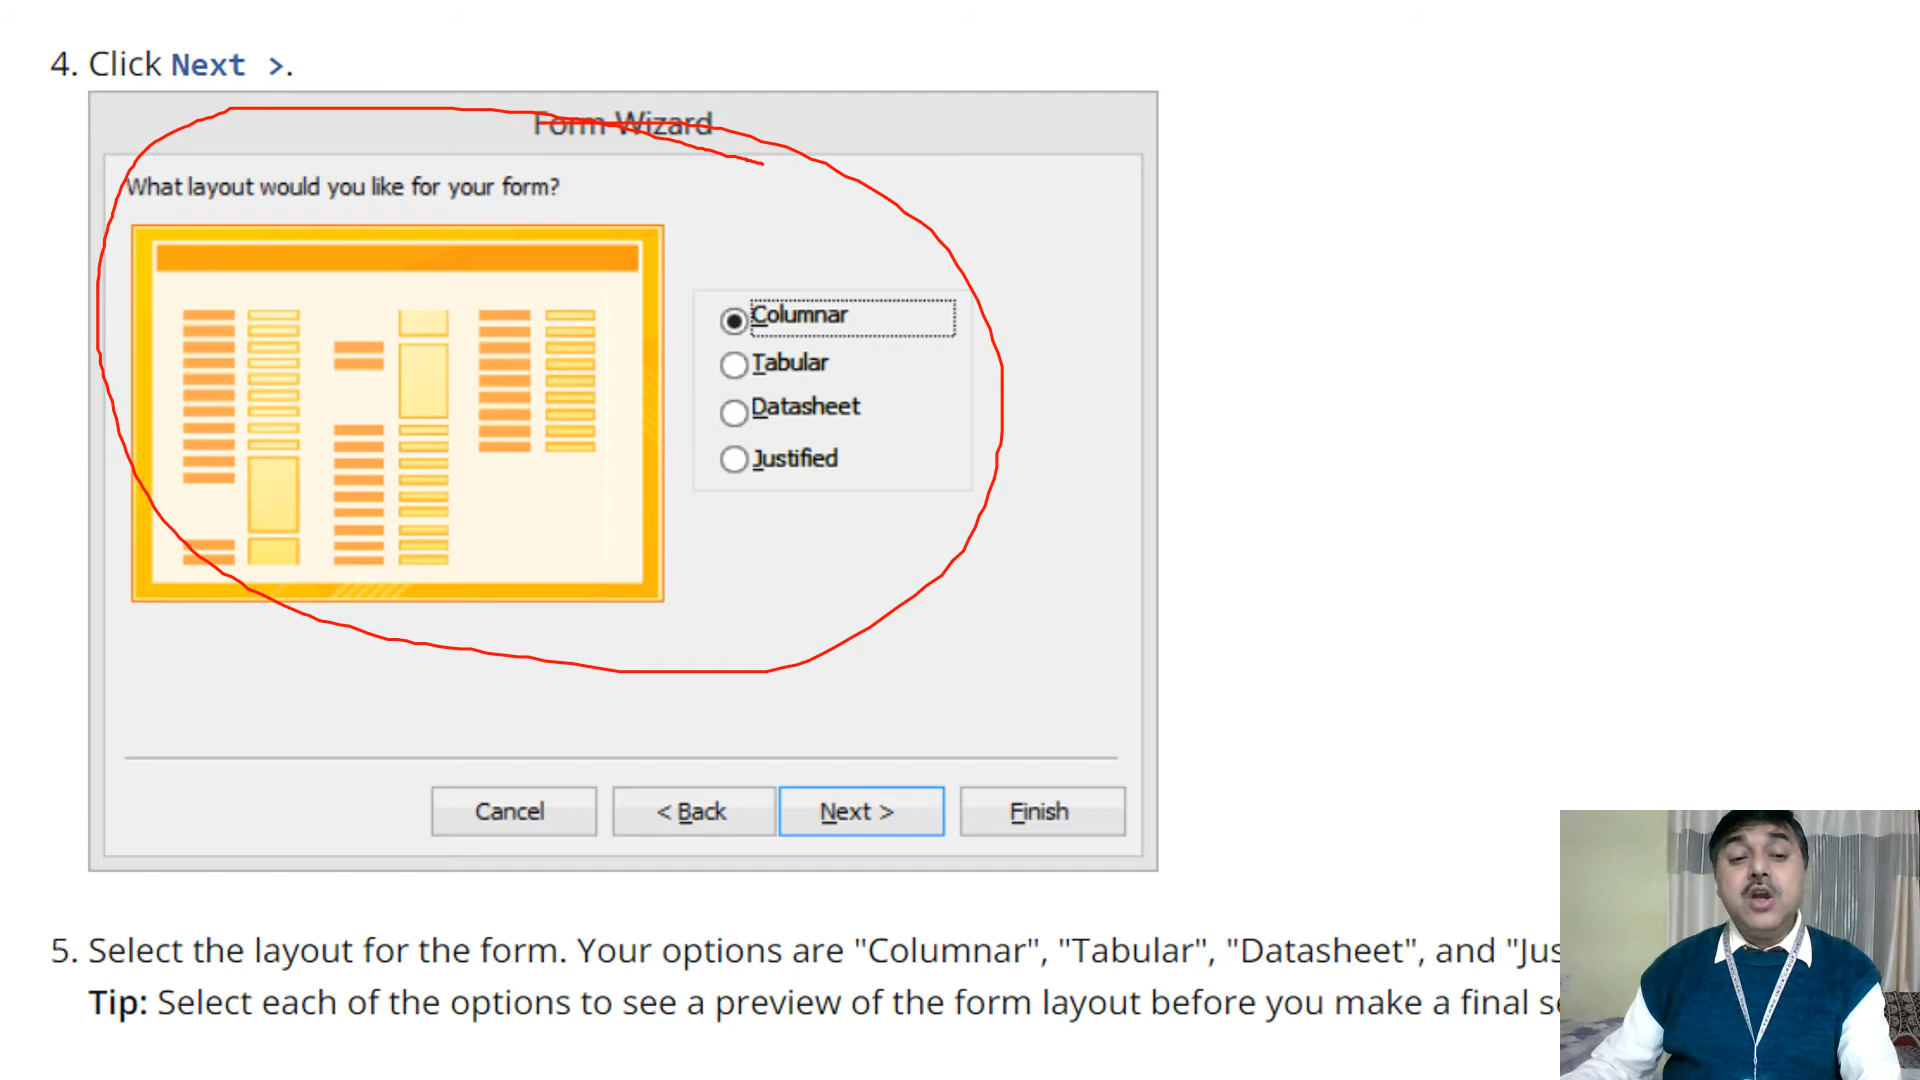 4. Click Next >.
Form Wizard
What layout would you like for your form?
Columnar
Tabular
Datasheet
Justified
Cancel
< Back
Next >
Finish
5. Select the layout for the form. Your options are "Columnar", "Tabular", "Datasheet", and "Jus
Tip: Select each of the options to see a preview of the form layout before you make a final se